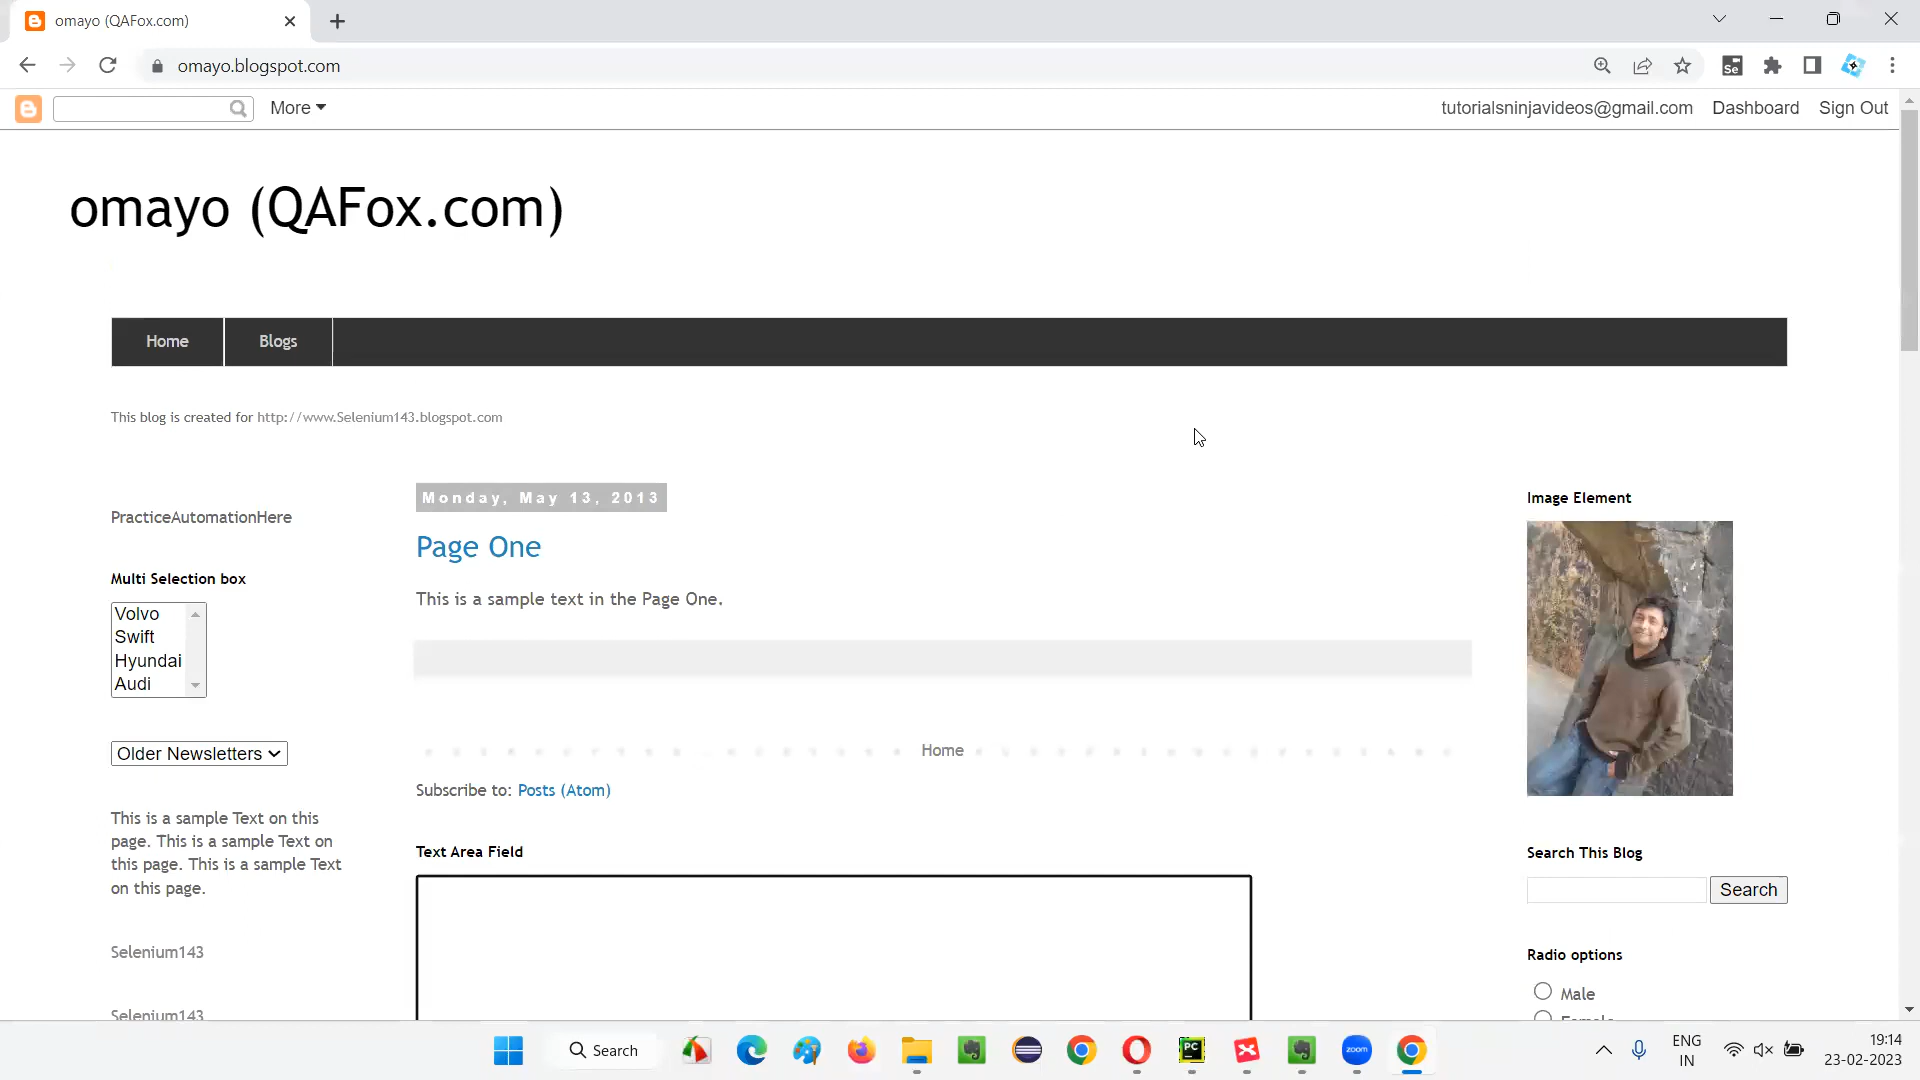 omayo (QAFox.com)
omayo.blogspot.com
More
tutorialsninjavideos@gmail.com Dashboard Sign Out
omayo (QAFox.com)
Home Blogs
This blog is created for http://www.Selenium143.blogspot.com
PracticeAutomationHere
Multi Selection box
Volvo
Swift
Hyundai
Audi
Older Newsletters
This is a sample Text on this
page. This is a sample Text on
this page. This is a sample Text
on this page.
Selenium143
Selenium143
Monday, May 13, 2013
Page One
This is a sample text in the Page One.
Home
Subscribe to: Posts (Atom)
Text Area Field
Image Element
Search This Blog
Search
Radio options
Male
Female
Search
PC
zoom
Se
ENG
IN
19:14
23-02-2023